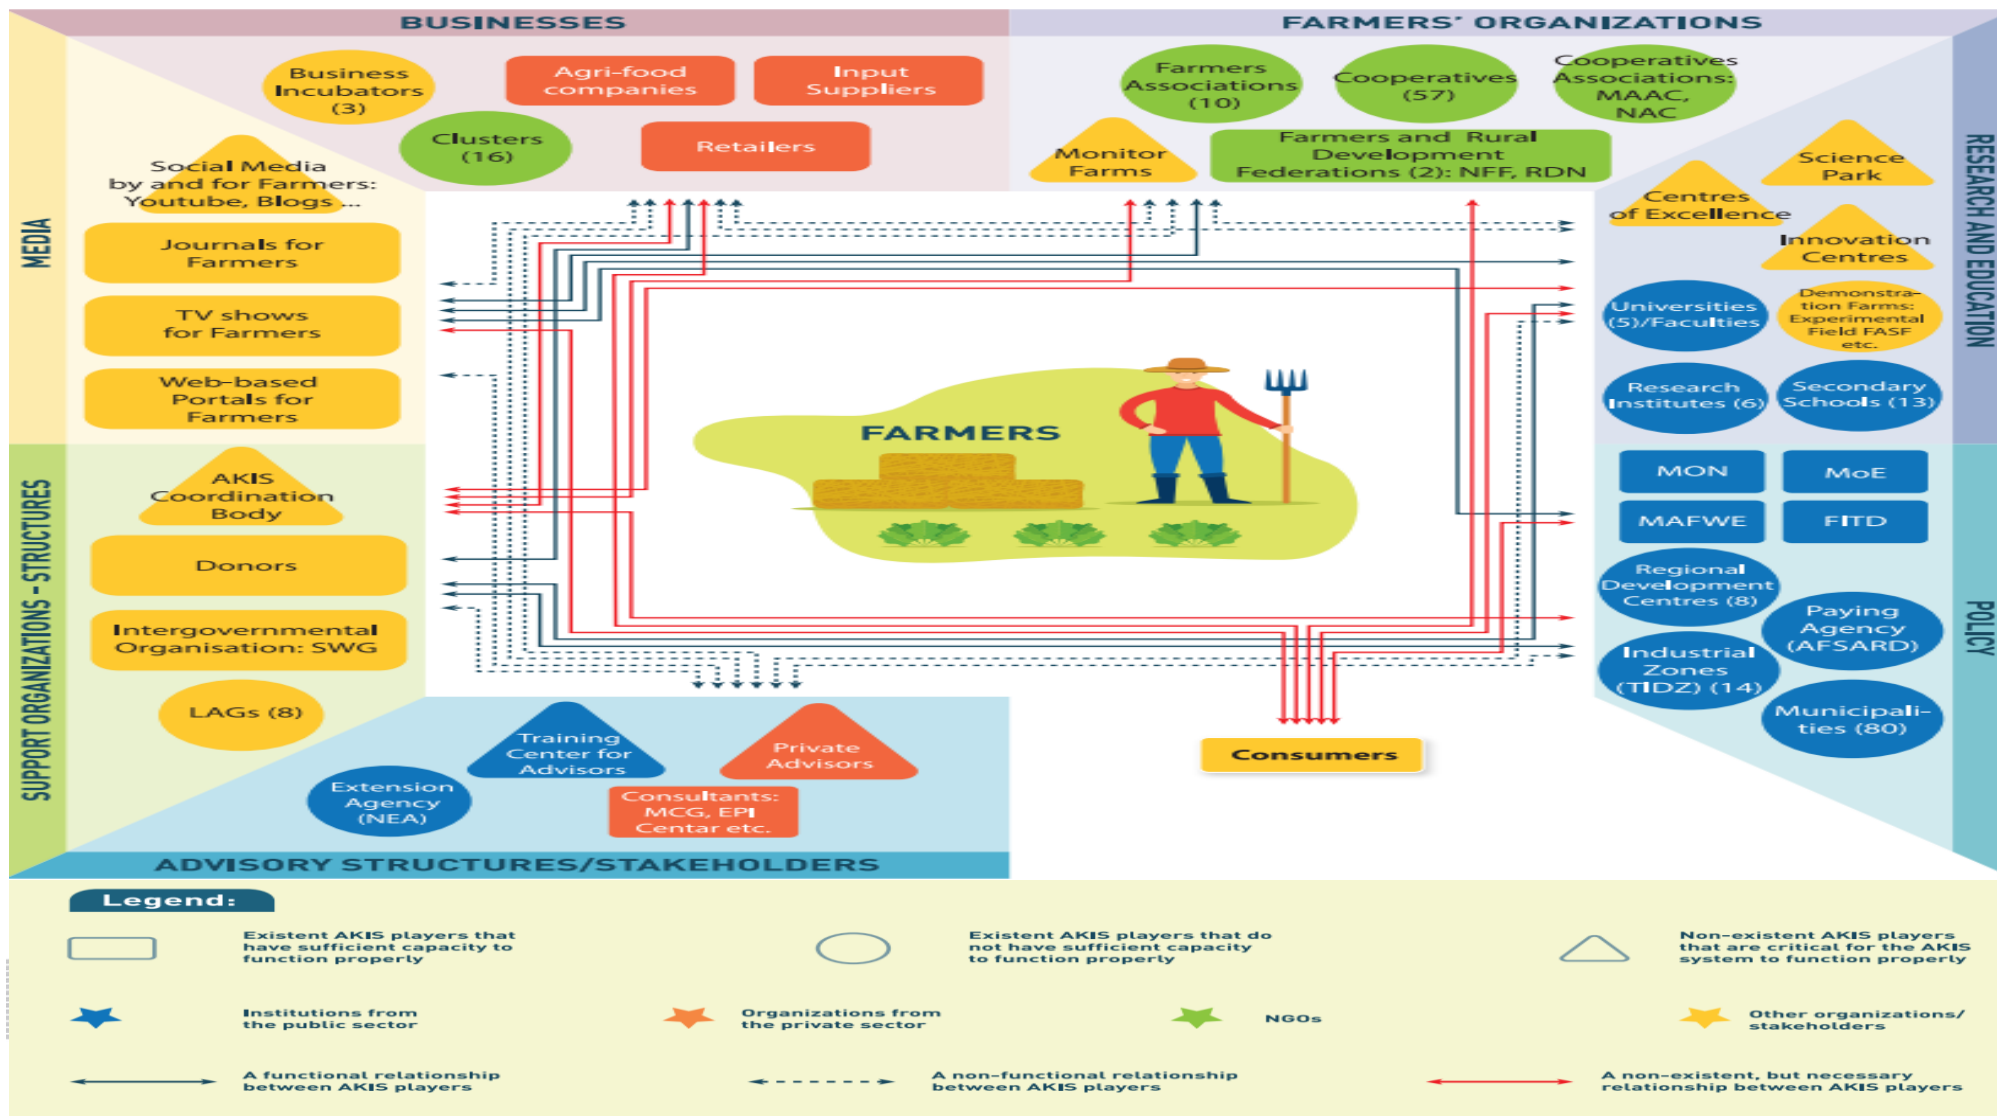 BUSINESSES
FARMERS’ ORGANIZATIONS
MEDIA
SUPPORT ORGANIZATIONS – STRUCTURES
RESEARCH AND EDUCATION
POLICY
Business
Incubators
(3)
Agri-food
companies
Input
Suppliers
Clusters
(16)
Retailers
Farmers
Associations
(10)
Cooperatives
(57)
Cooperatives
Associations:
MAAC,
NAC
Monitor
Farms
Farmers and Rural
Development
Federations (2): NFF, RDN
Social Media
by and for Farmers:
Youtube, Blogs ...
Journals for
Farmers
TV shows
for Farmers
Web-based
Portals for
Farmers
Science
Park
Centres
of Excellence
Innovation
Centres
Universities
(5)/Faculties
Demonstra-
tion Farms:
Experimental
Field FASF
etc.
Research
Institutes (6)
Secondary
Schools (13)
FARMERS
AKIS
Coordination
Body
Donors
Intergovernmental
Organisation: SWG
LAGs (8)
MON
MoE
MAFWE
FITD
Regional
Development
Centres (8)
Paying
Agency
(AFSARD)
Industrial
Zones
(TIDZ) (14)
Municipali-
ties (80)
Training
Center for
Advisors
Private
Advisors
Extension
Agency
(NEA)
Consultants:
MCG, EPI
Centar etc.
Consumers
ADVISORY STRUCTURES/STAKEHOLDERS
Legend:
Existent AKIS players that
have sufficient capacity to
function properly
Existent AKIS players that do
not have sufficient capacity
to function properly
Non-existent AKIS players
that are critical for the AKIS
system to function properly
Institutions from
the public sector
Organizations from
the private sector
NGOs
Other organizations/
stakeholders
A functional relationship
between AKIS players
A non-functional relationship
between AKIS players
A non-existent, but necessary
relationship between AKIS players